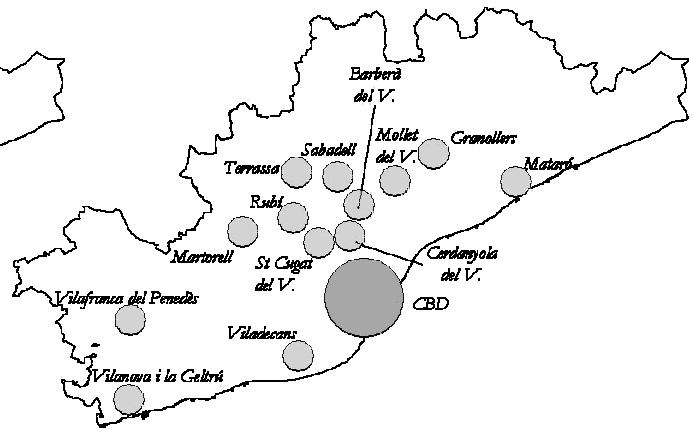 Barberà
del V.
Mollet
del V.
Granollers
Sabadell
Terrassa
Mataró
Rubí
Martorell
St Cugat
del V.
Cerdanyola
del V.
Vilafranca del Penedès
CBD
Viladecans
Vilanova i la Geltrú